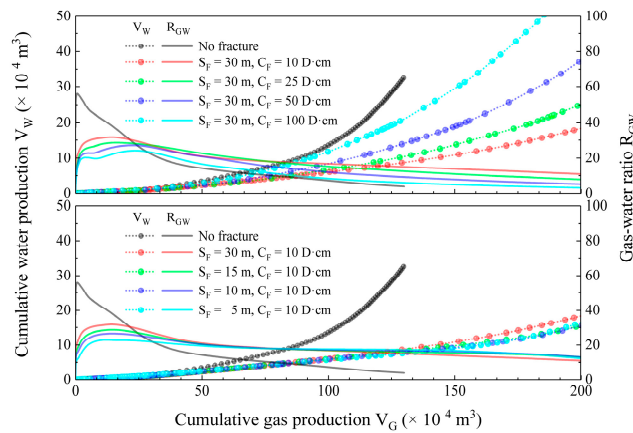 Cumulative water production V_W (× 10 ⁴ m³)
Gas-water ratio R_GW
50
40
30
20
10
0
100
80
60
40
20
0
V_W R_GW
No fracture
S_F = 30 m, C_F = 10 D·cm
S_F = 30 m, C_F = 25 D·cm
S_F = 30 m, C_F = 50 D·cm
S_F = 30 m, C_F = 100 D·cm
50
40
30
20
10
0
100
80
60
40
20
0
V_W R_GW
No fracture
S_F = 30 m, C_F = 10 D·cm
S_F = 15 m, C_F = 10 D·cm
S_F = 10 m, C_F = 10 D·cm
S_F = 5 m, C_F = 10 D·cm
0 50 100 150 200
Cumulative gas production V_G (× 10 ⁴ m³)